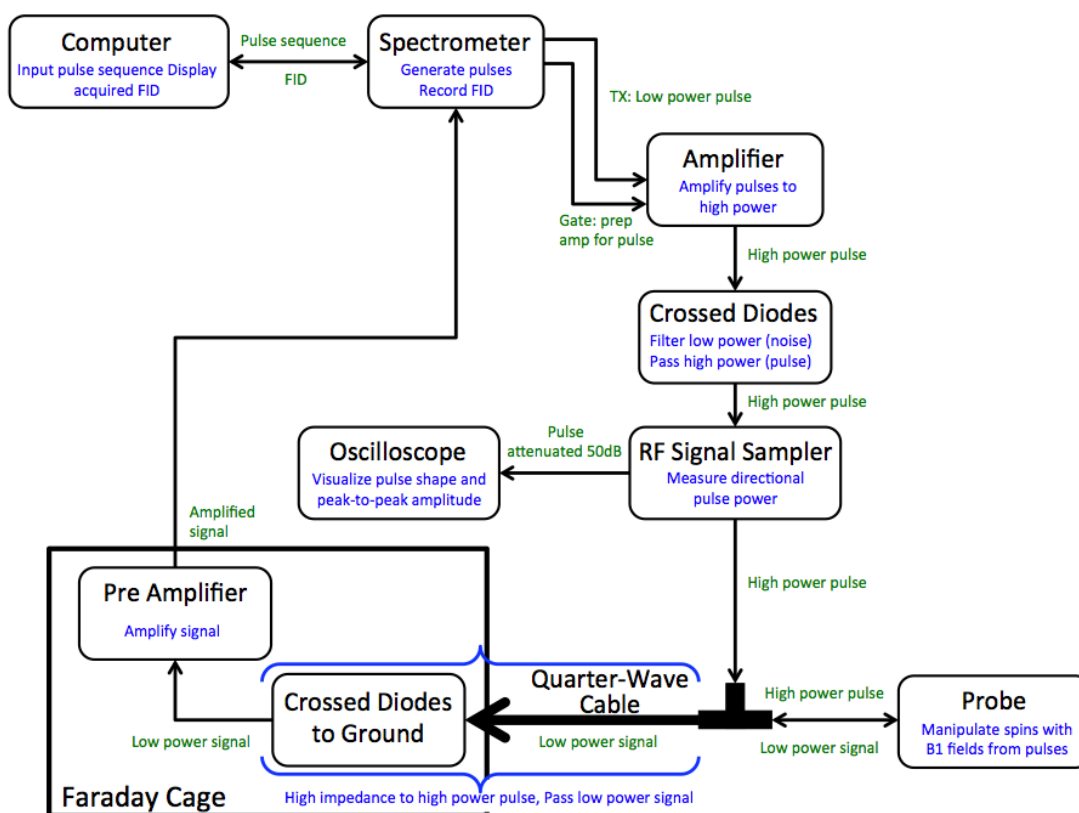 Computer
Input pulse sequence Display
acquired FID
Pulse sequence
FID
Spectrometer
Generate pulses
Record FID
TX: Low power pulse
Amplifier
Amplify pulses to
high power
Gate: prep
amp for pulse
High power pulse
Crossed Diodes
Filter low power (noise)
Pass high power (pulse)
High power pulse
Pulse
attenuated 50dB
Oscilloscope
Visualize pulse shape and
peak-to-peak amplitude
RF Signal Sampler
Measure directional
pulse power
Amplified
signal
High power pulse
Pre Amplifier
Amplify signal
Quarter-Wave
Cable
Crossed Diodes
to Ground
Low power signal
Low power signal
High power pulse
Low power signal
Probe
Manipulate spins with
B1 fields from pulses
Faraday Cage
High impedance to high power pulse, Pass low power signal